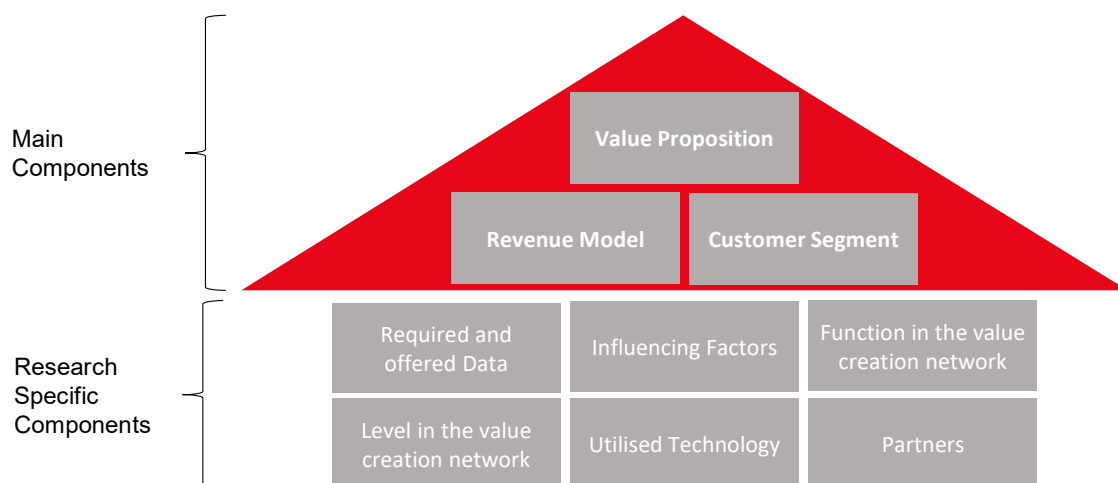 Main
Components
Value Proposition
Revenue Model
Customer Segment
Research
Specific
Components
Required and
offered Data
Influencing Factors
Function in the value
creation network
Level in the value
creation network
Utilised Technology
Partners